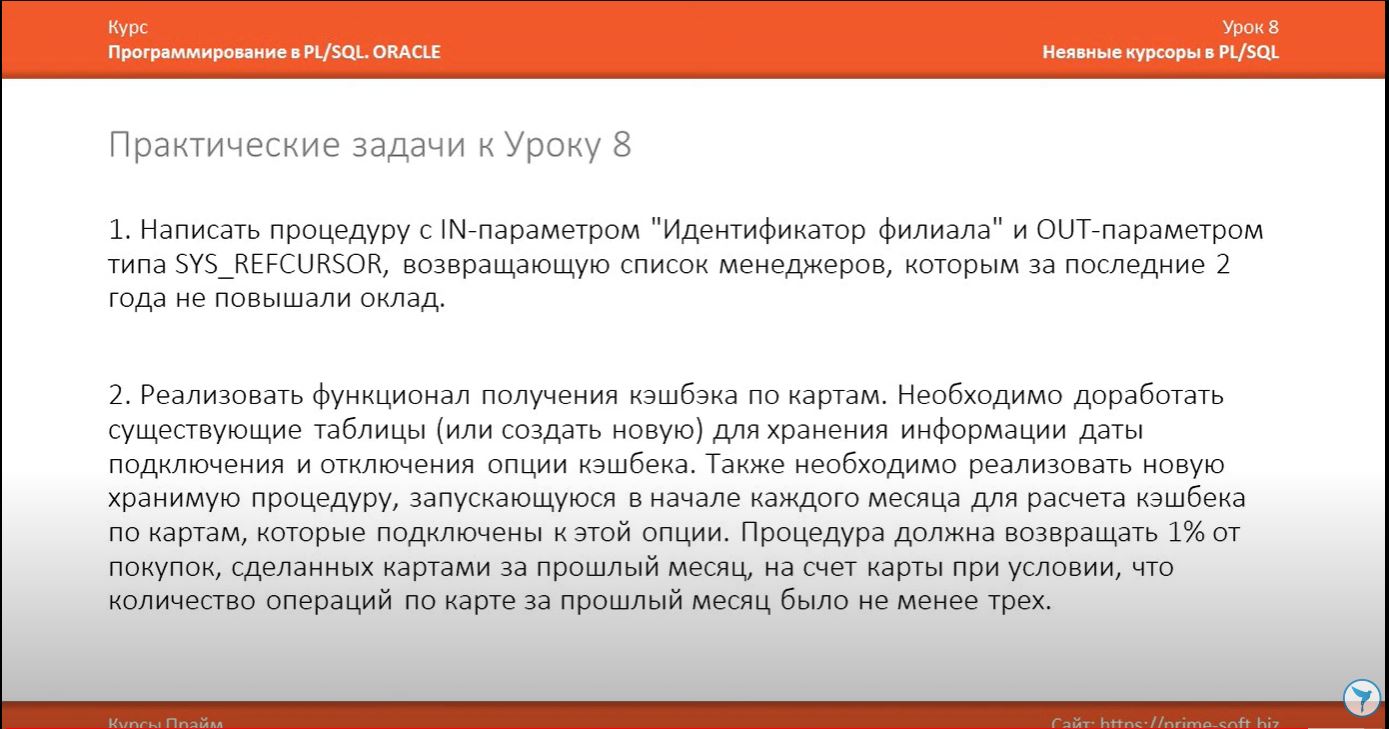 Курс
Программирование в PL/SQL. ORACLE
Урок 8
Неявные курсоры в PL/SQL
Практические задачи к Уроку 8
1. Написать процедуру с IN-параметром "Идентификатор филиала" и OUT-параметром
типа SYS_REFCURSOR, возвращающую список менеджеров, которым за последние 2
года не повышали оклад.
2. Реализовать функционал получения кэшбэка по картам. Необходимо доработать
существующие таблицы (или создать новую) для хранения информации даты
подключения и отключения опции кэшбека. Также необходимо реализовать новую
хранимую процедуру, запускающуюся в начале каждого месяца для расчета кэшбека
по картам, которые подключены к этой опции. Процедура должна возвращать 1% от
покупок, сделанных картами за прошлый месяц, на счет карты при условии, что
количество операций по карте за прошлый месяц было не менее трех.
Курсы Прайм
Сайт: https://prime-soft.biz